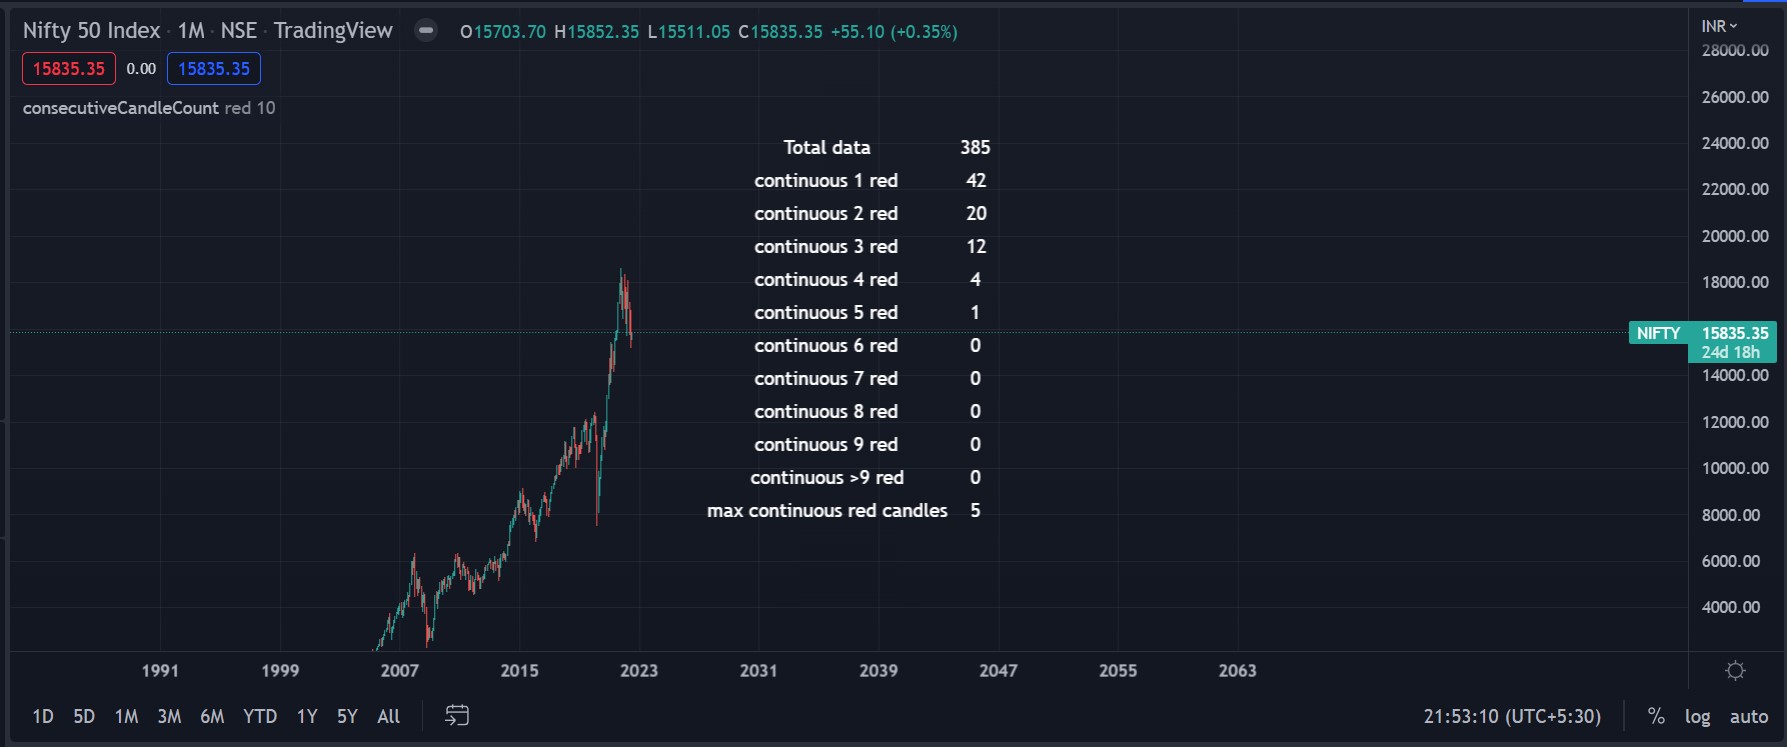 Nifty 50 Index · 1M · NSE · TradingView O15703.70 H15852.35 L15511.05 C15835.35 +55.10 (+0.35%)
INR
15835.35 0.00 15835.35
consecutiveCandleCount red 10
Total data 385
continuous 1 red 42
continuous 2 red 20
continuous 3 red 12
continuous 4 red 4
continuous 5 red 1
continuous 6 red 0
continuous 7 red 0
continuous 8 red 0
continuous 9 red 0
continuous >9 red 0
max continuous red candles 5
28000.00
26000.00
24000.00
22000.00
20000.00
18000.00
NIFTY 15835.35
24d 18h
14000.00
12000.00
10000.00
8000.00
6000.00
4000.00
1991 1999 2007 2015 2023 2031 2039 2047 2055 2063
1D 5D 1M 3M 6M YTD 1Y 5Y All 21:53:10 (UTC+5:30) % log auto